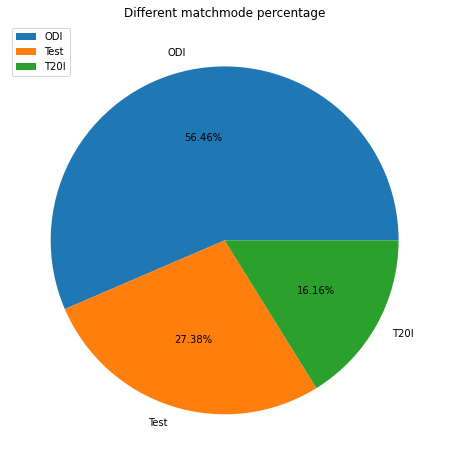 Different matchmode percentage
ODI
Test
T20I
ODI
56.46%
16.16%
27.38%
T20I
Test